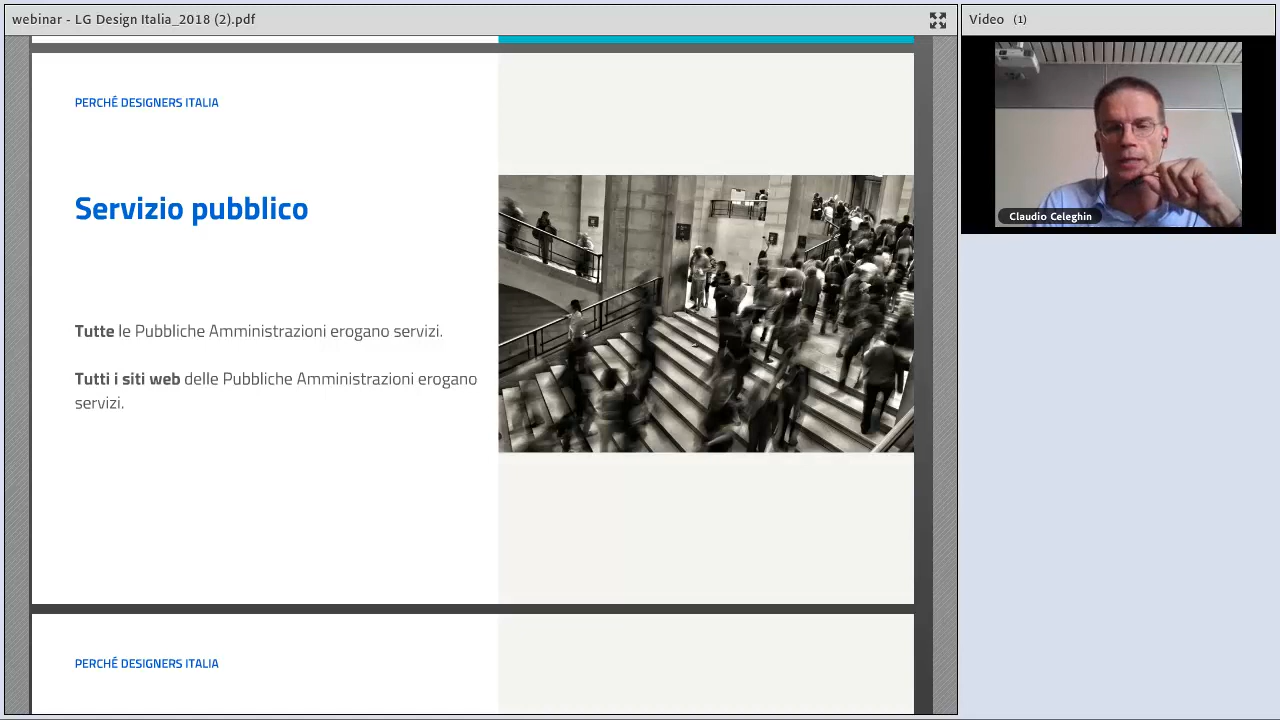 webinar - LG Design Italia_2018 (2).pdf
Video (1)
PERCHÉ DESIGNERS ITALIA
Servizio pubblico
Tutte le Pubbliche Amministrazioni erogano servizi.
Tutti i siti web delle Pubbliche Amministrazioni erogano
servizi.
Claudio Celeghin
PERCHÉ DESIGNERS ITALIA